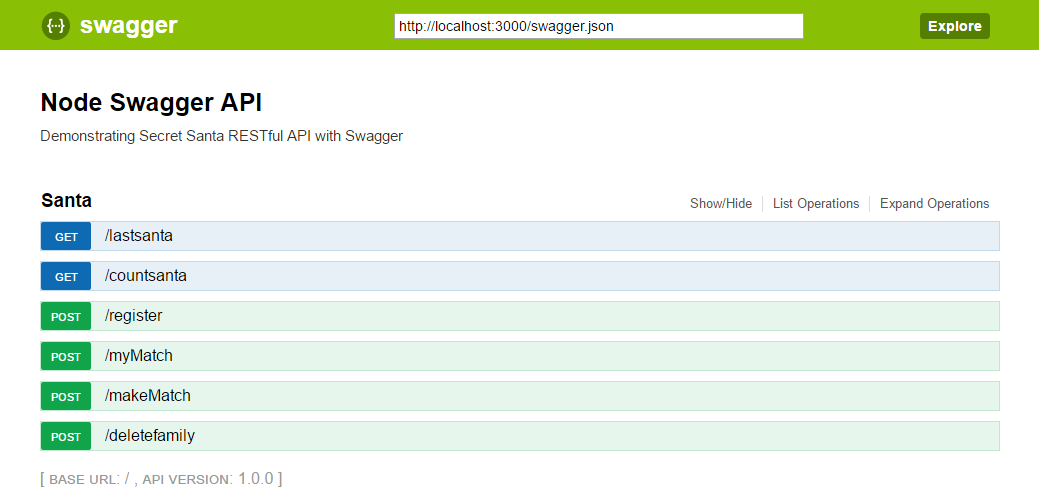 {··} swagger http://localhost:3000/swagger.json Explore
Node Swagger API
Demonstrating Secret Santa RESTful API with Swagger
Santa Show/Hide List Operations Expand Operations
GET /lastsanta
GET /countsanta
POST /register
POST /myMatch
POST /makeMatch
POST /deletefamily
[ BASE URL: / , API VERSION: 1.0.0 ]